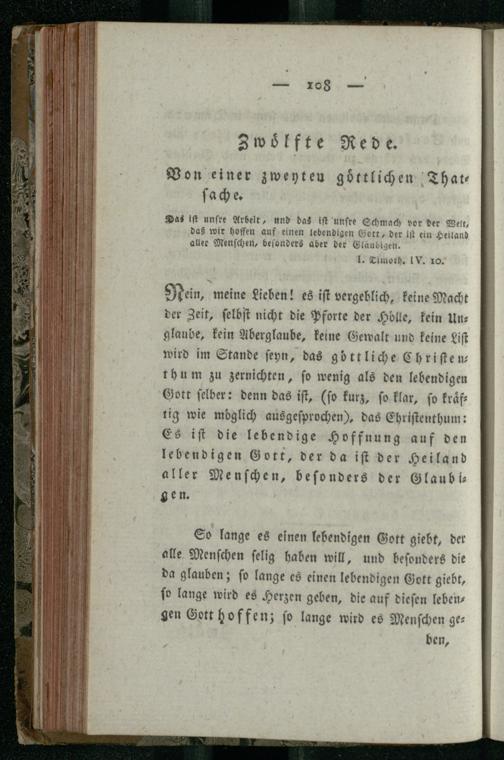 — 108 —
Zwölfte Rede.
Von einer zweyten göttlichen That-
sache.
Das ist unsre Arbeit, und das ist unsre Schmach vor der Welt,
das wir hoffen auf einen lebendigen Gott, der ist ein Heiland
aller Menschen, besonders aber der Gläubigen.
I. Timoth. IV. 10.
Nein, meine Lieben! es ist vergeblich, keine Macht
der Zeit, selbst nicht die Pforte der Hölle, kein Un-
glaube, kein Aberglaube, keine Gewalt und keine List
wird im Stande seyn, das göttliche Christen-
thum zu zernichten, so wenig als den lebendigen
Gott selber: denn das ist, (so kurz, so klar, so kräf-
tig wie möglich ausgesprochen), das Christenthum:
Es ist die lebendige Hoffnung auf den
lebendigen Gott, der da ist der Heiland
aller Menschen, besonders der Glaubi-
gen.
So lange es einen lebendigen Gott giebt, der
alle Menschen selig haben will, und besonders die
da glauben; so lange es einen lebendigen Gott giebt,
so lange wird es Herzen geben, die auf diesen leben-
gen Gott hoffen; so lange wird es Menschen ge-
ben,